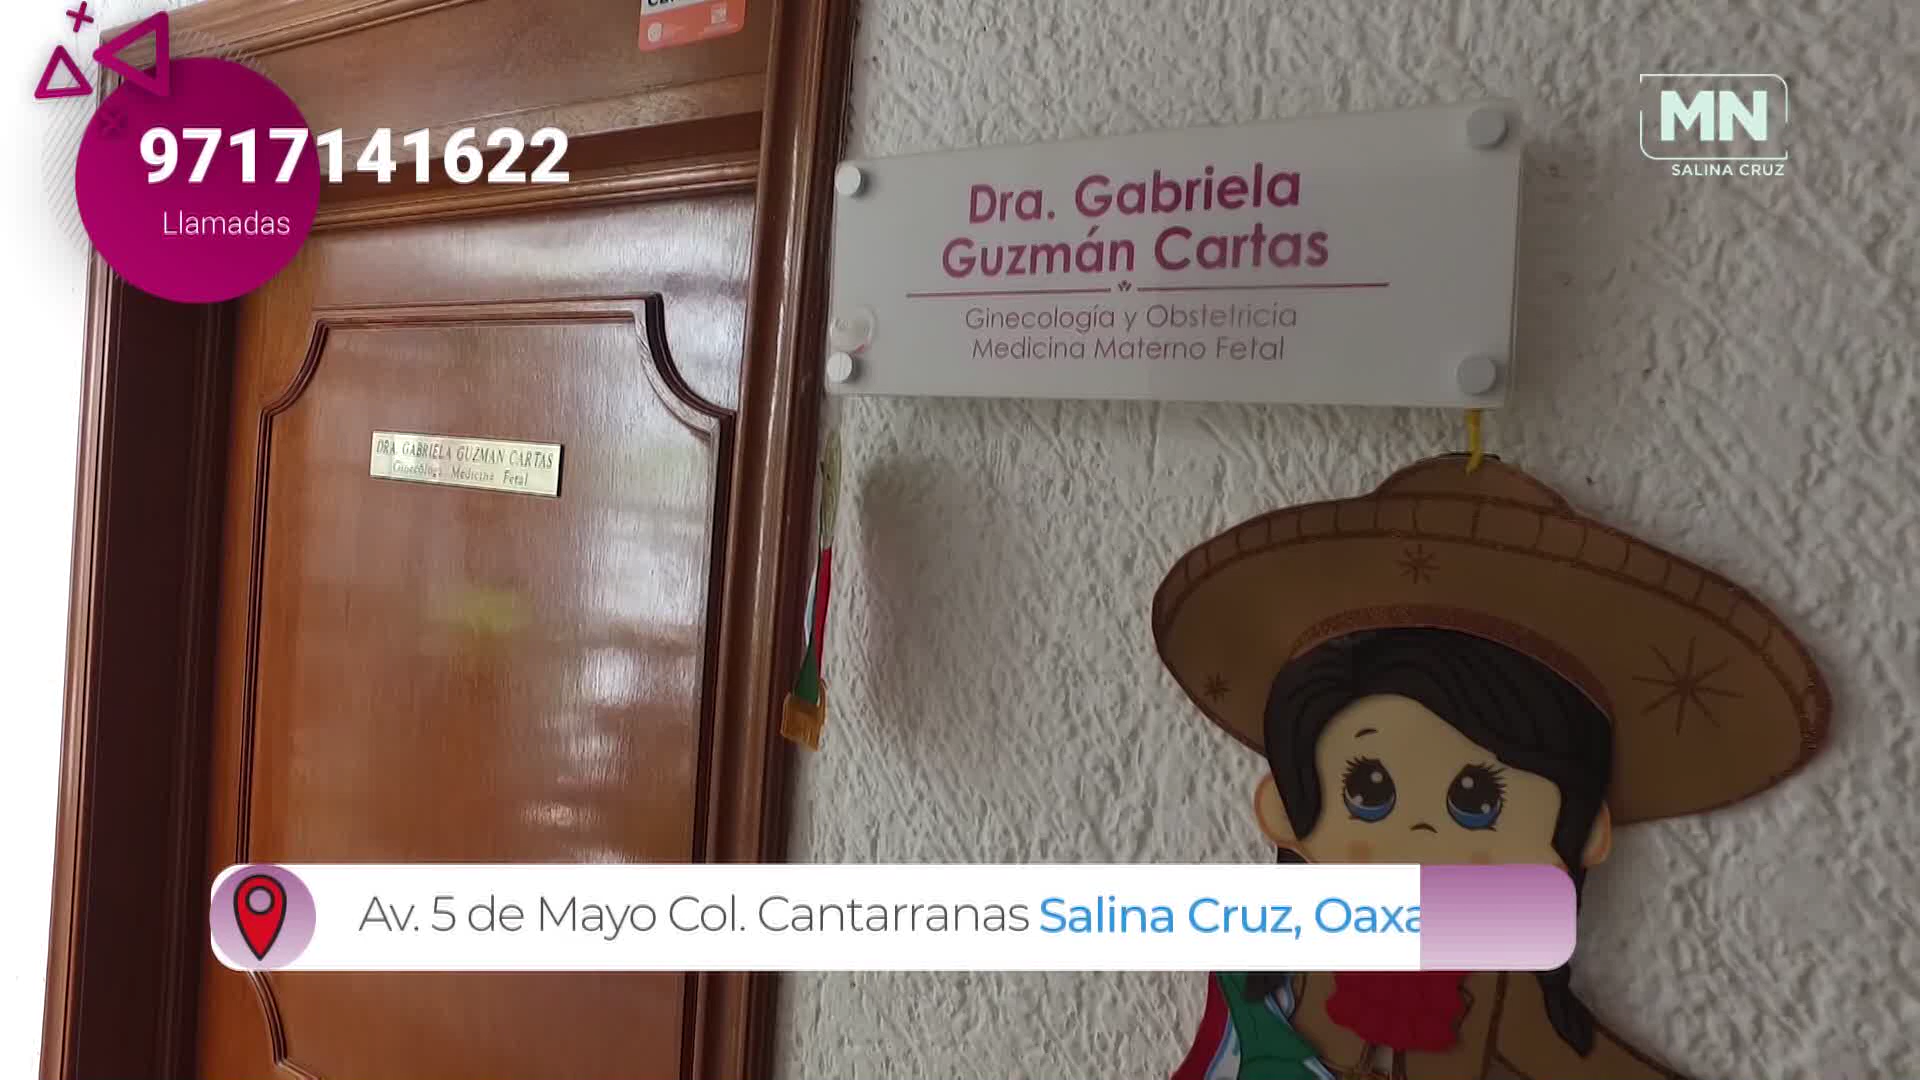 9717141622
Llamadas
MN
SALINA CRUZ
Dra. Gabriela
Guzmán Cartas
Ginecología y Obstetricia
Medicina Materno Fetal
DRA. GABRIELA GUZMAN CARTAS
Medicina Fetal
Av. 5 de Mayo Col. Cantarranas Salina Cruz, Oaxa